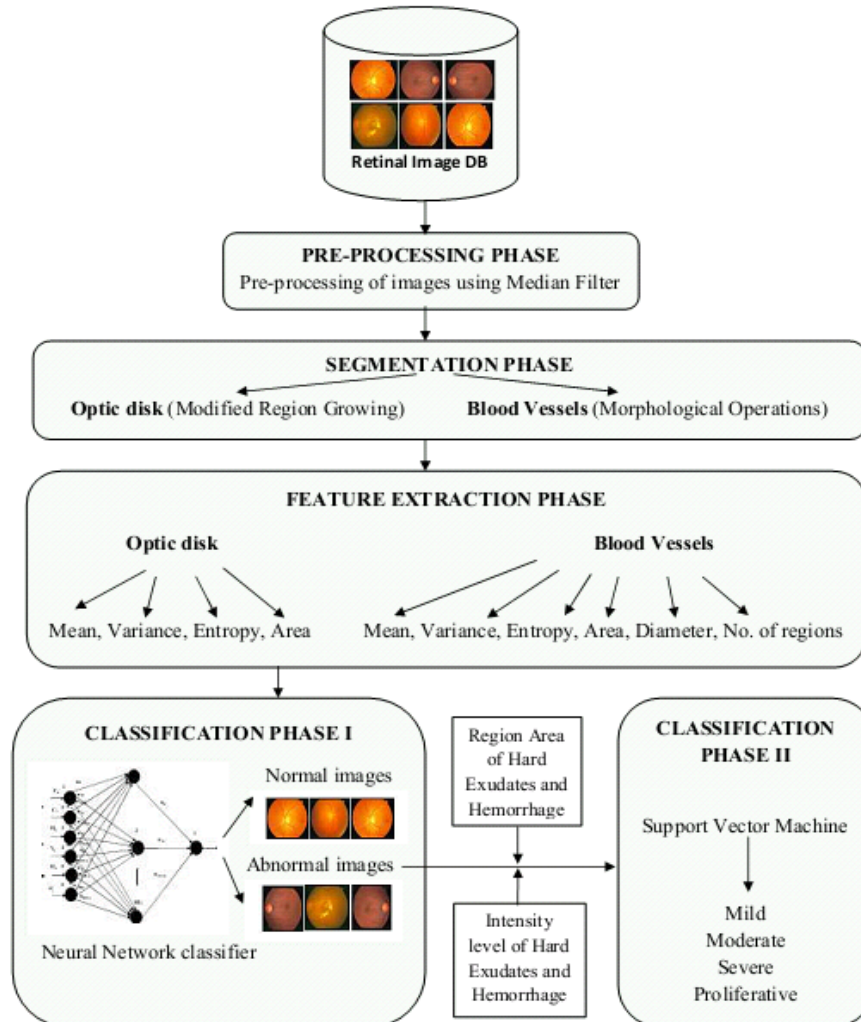 Retinal Image DB
PRE-PROCESSING PHASE
Pre-processing of images using Median Filter
SEGMENTATION PHASE
Optic disk (Modified Region Growing)
Blood Vessels (Morphological Operations)
FEATURE EXTRACTION PHASE
Optic disk
Mean, Variance, Entropy, Area
Blood Vessels
Mean, Variance, Entropy, Area, Diameter, No. of regions
CLASSIFICATION PHASE I
Normal images
Abnormal images
Neural Network classifier
Region Area
of Hard
Exudates and
Hemorrhage
Intensity
level of Hard
Exudates and
Hemorrhage
CLASSIFICATION
PHASE II
Support Vector Machine
Mild
Moderate
Severe
Proliferative